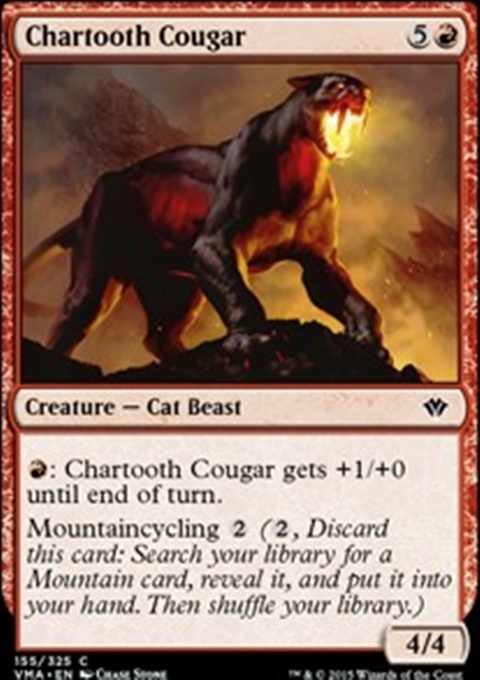 Chartooth Cougar 5
Creature — Cat Beast
: Chartooth Cougar gets +1/+0
until end of turn.
Mountaincycling 2 (2, Discard
this card: Search your library for a
Mountain card, reveal it, and put it into
your hand. Then shuffle your library.)
4/4
155/325 C
VMA • EN Chase Stone
™ & © 2015 Wizards of the Coast